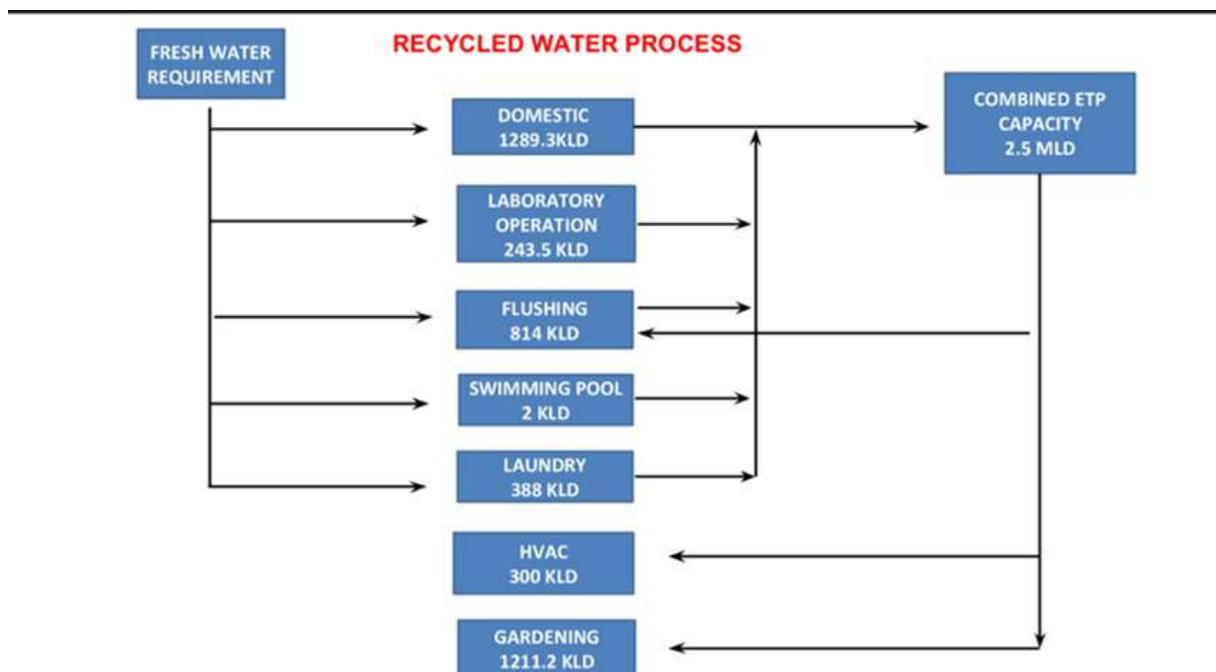 RECYCLED WATER PROCESS
FRESH WATER
REQUIREMENT
DOMESTIC
1289.3KLD
LABORATORY
OPERATION
243.5 KLD
FLUSHING
814 KLD
SWIMMING POOL
2 KLD
LAUNDRY
388 KLD
HVAC
300 KLD
GARDENING
1211.2 KLD
COMBINED ETP
CAPACITY
2.5 MLD